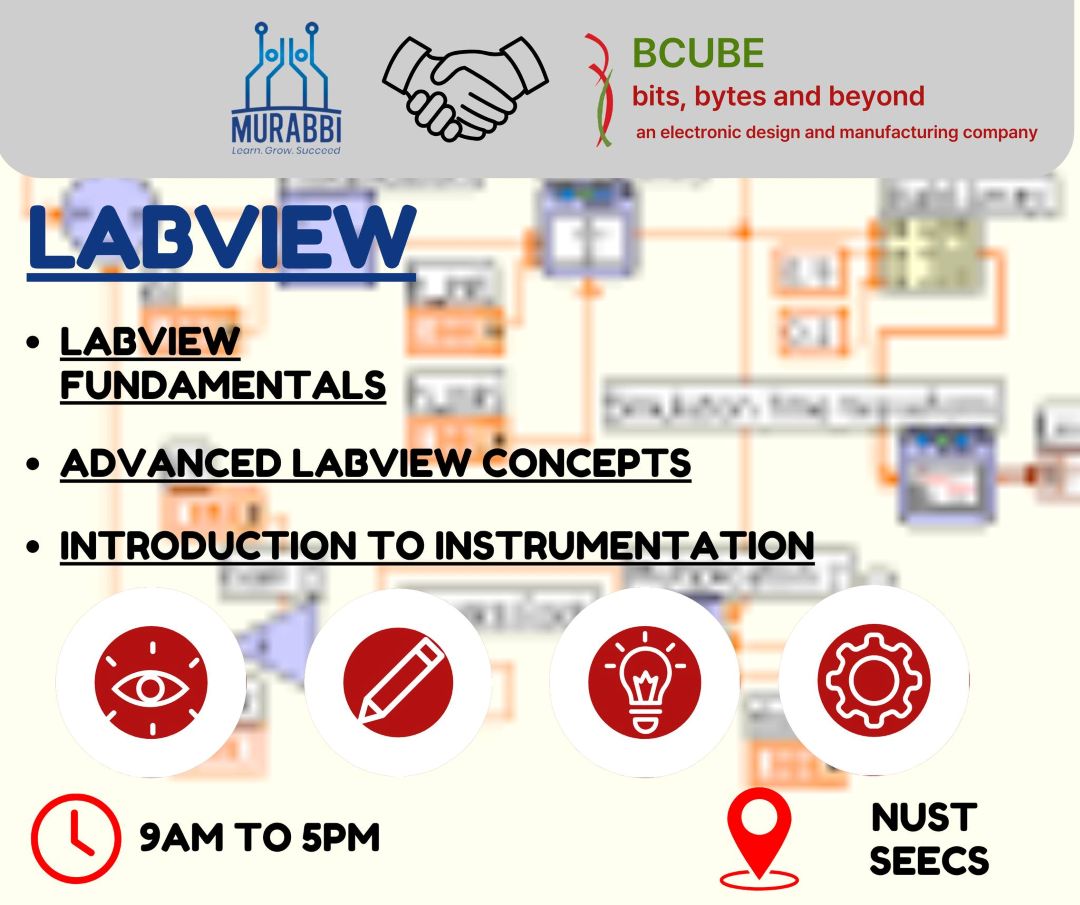 MURABBI
Learn. Grow. Succeed
BCUBE
bits, bytes and beyond
an electronic design and manufacturing company
LABVIEW
LABVIEW
FUNDAMENTALS
ADVANCED LABVIEW CONCEPTS
INTRODUCTION TO INSTRUMENTATION
9AM TO 5PM
NUST
SEECS